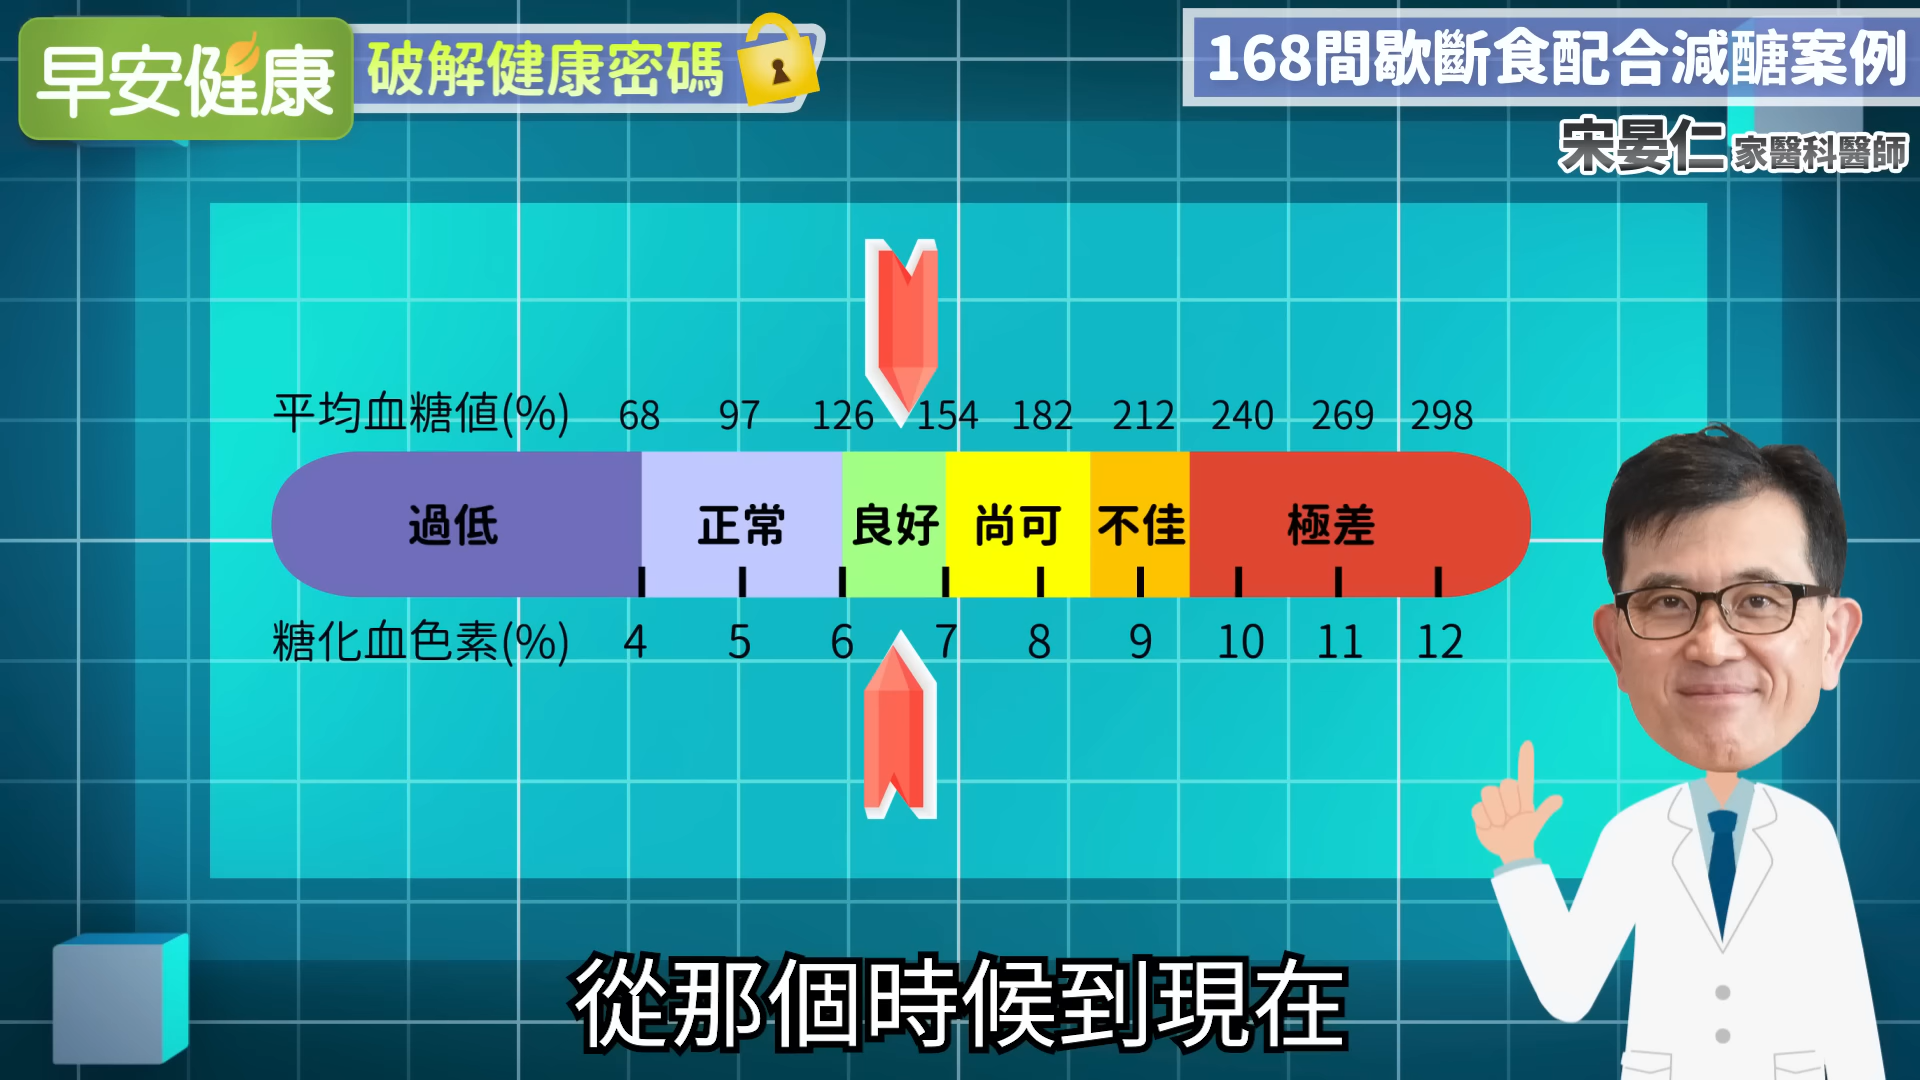 早安健康 破解健康密碼
168間歇斷食配合減醣案例
宋晏仁 家醫科醫師
平均血糖值(%) 68 97 126 154 182 212 240 269 298
過低 正常 良好 尚可 不佳 極差
糖化血色素(%) 4 5 6 7 8 9 10 11 12
從那個時候到現在